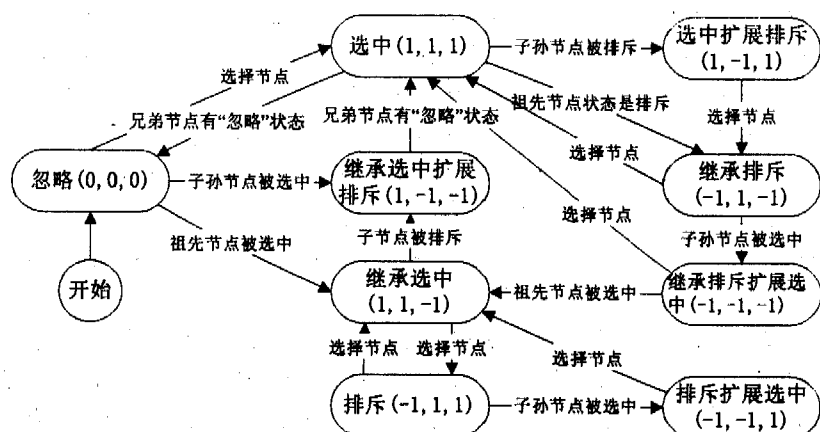 选中(1,1,1)
子孙节点被排斥
选中扩展排斥
(1,-1,1)
选择节点
祖先节点状态是排斥
选择节点
兄弟节点有“忽略”状态
兄弟节点有“忽略”状态
选择节点
忽略(0,0,0)
子孙节点被选中
继承选中扩展
排斥(1,-1,-1)
继承排斥
(-1,1,-1)
选择节点
祖先节点被选中
子节点被排斥
子孙节点被选中
开始
继承选中
(1,1,-1)
祖先节点被选中
继承排斥扩展选
中(-1,-1,-1)
选择节点
选择节点
选择节点
排斥(-1,1,1)
子孙节点被选中
排斥扩展选中
(-1,-1,1)